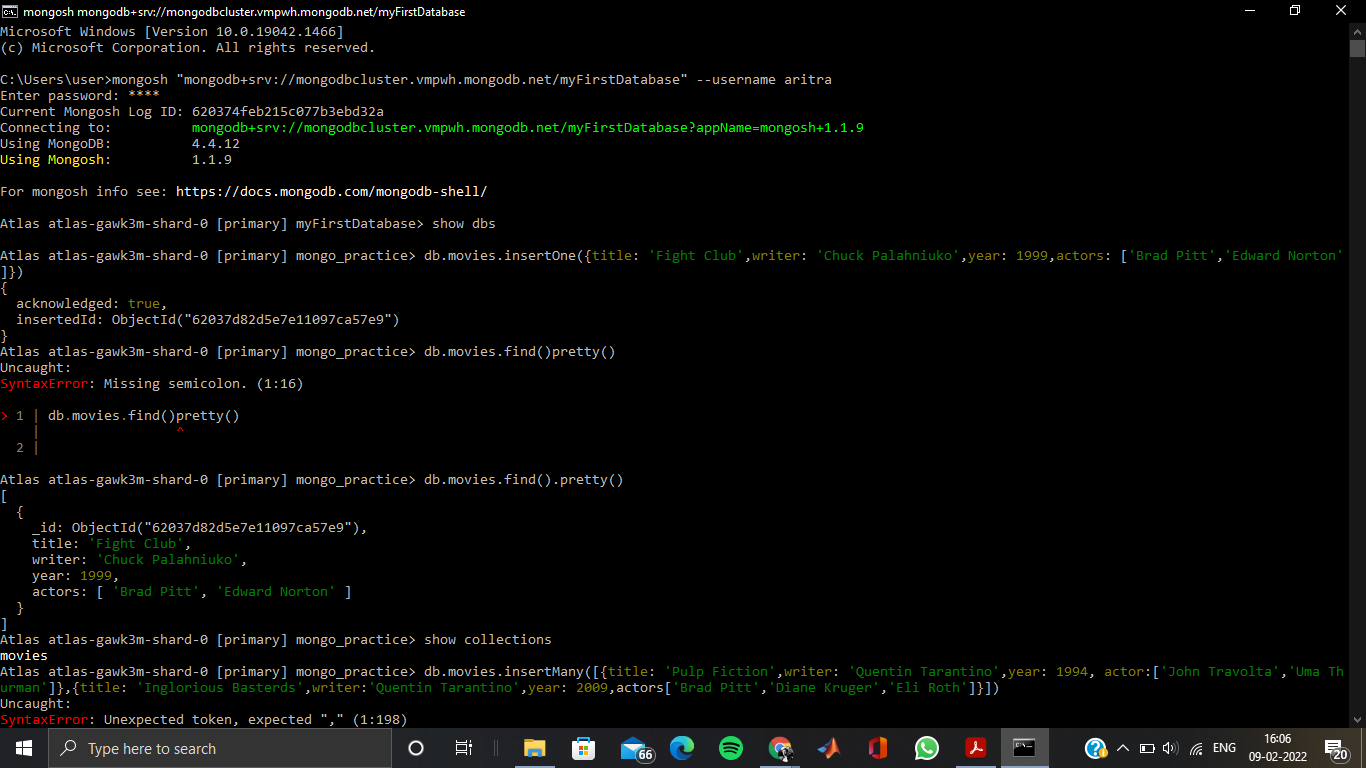 mongosh mongodb+srv://mongodbcluster.vmpwh.mongodb.net/myFirstDatabase
Microsoft Windows [Version 10.0.19042.1466]
(c) Microsoft Corporation. All rights reserved.
C:\Users\user>mongosh "mongodb+srv://mongodbcluster.vmpwh.mongodb.net/myFirstDatabase" --username aritra
Enter password: ****
Current Mongosh Log ID: 620374feb215c077b3ebd32a
Connecting to: mongodb+srv://mongodbcluster.vmpwh.mongodb.net/myFirstDatabase?appName=mongosh+1.1.9
Using MongoDB: 4.4.12
Using Mongosh: 1.1.9
For mongosh info see: https://docs.mongodb.com/mongodb-shell/
Atlas atlas-gawk3m-shard-0 [primary] myFirstDatabase> show dbs
Atlas atlas-gawk3m-shard-0 [primary] mongo_practice> db.movies.insertOne({title: 'Fight Club',writer: 'Chuck Palahniuko',year: 1999,actors: ['Brad Pitt','Edward Norton'
]})
{
  acknowledged: true,
  insertedId: ObjectId("62037d82d5e7e11097ca57e9")
}
Atlas atlas-gawk3m-shard-0 [primary] mongo_practice> db.movies.find()pretty()
Uncaught:
SyntaxError: Missing semicolon. (1:16)
> 1 | db.movies.find()pretty()
    |                 ^
  2 |
Atlas atlas-gawk3m-shard-0 [primary] mongo_practice> db.movies.find().pretty()
[
  {
    _id: ObjectId("62037d82d5e7e11097ca57e9"),
    title: 'Fight Club',
    writer: 'Chuck Palahniuko',
    year: 1999,
    actors: [ 'Brad Pitt', 'Edward Norton' ]
  }
]
Atlas atlas-gawk3m-shard-0 [primary] mongo_practice> show collections
movies
Atlas atlas-gawk3m-shard-0 [primary] mongo_practice> db.movies.insertMany([{title: 'Pulp Fiction',writer: 'Quentin Tarantino',year: 1994, actor:['John Travolta','Uma Th
urman']},{title: 'Inglorious Basterds',writer:'Quentin Tarantino',year: 2009,actors['Brad Pitt','Diane Kruger','Eli Roth']}])
Uncaught:
SyntaxError: Unexpected token, expected "," (1:198)
Type here to search
66
ENG
16:06
09-02-2022
20